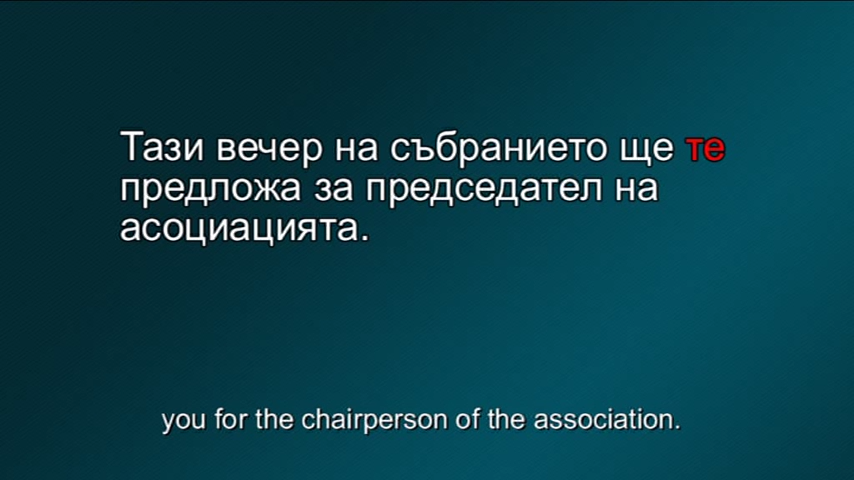 Тази вечер на събранието ще те
предложа за председател на
асоциацията.
you for the chairperson of the association.